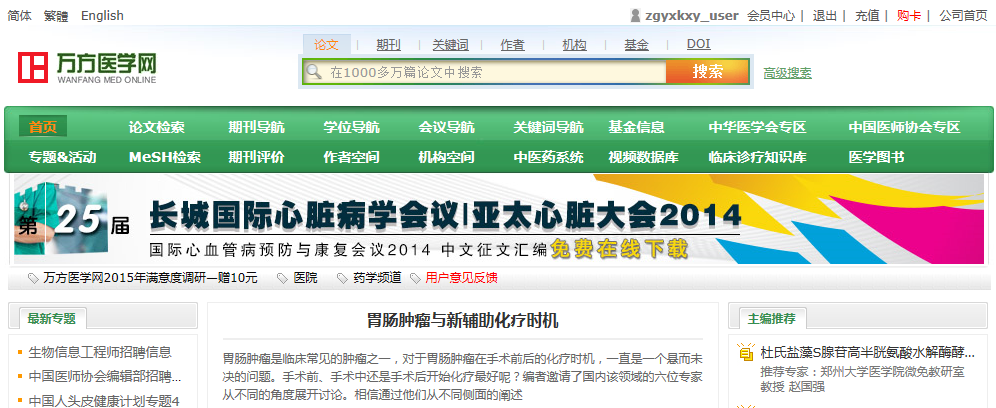 简体 繁體 English zgyxkxy_user 会员中心 | 退出 | 充值 | 购卡 | 公司首页
论文 | 期刊 | 关键词 | 作者 | 机构 | 基金 | DOI
万方医学网
WANFANG MED ONLINE
在1000多万篇论文中搜索 搜索 高级搜索
首页 论文检索 期刊导航 学位导航 会议导航 关键词导航 基金信息 中华医学会专区 中国医师协会专区
专题&活动 MeSH检索 期刊评价 作者空间 机构空间 中医药系统 视频数据库 临床诊疗知识库 医学图书
第25届 长城国际心脏病学会议|亚太心脏大会2014
国际心血管病预防与康复会议2014 中文征文汇编免费在线下载
万方医学网2015年满意度调研—赠10元 医院 药学频道 用户意见反馈
最新专题
生物信息工程师招聘信息
中国医师协会编辑部招聘...
中国人头皮健康计划专题4
胃肠肿瘤与新辅助化疗时机
胃肠肿瘤是临床常见的肿瘤之一，对于胃肠肿瘤在手术前后的化疗时机，一直是一个悬而未
决的问题。手术前、手术中还是手术后开始化疗最好呢？编者邀请了国内该领域的六位专家
从不同的角度展开讨论。相信通过他们从不同侧面的阐述
主编推荐
杜氏盐藻S腺苷高半胱氨酸水解酶酵...
推荐专家：郑州大学医学院微免教研室
教授 赵国强